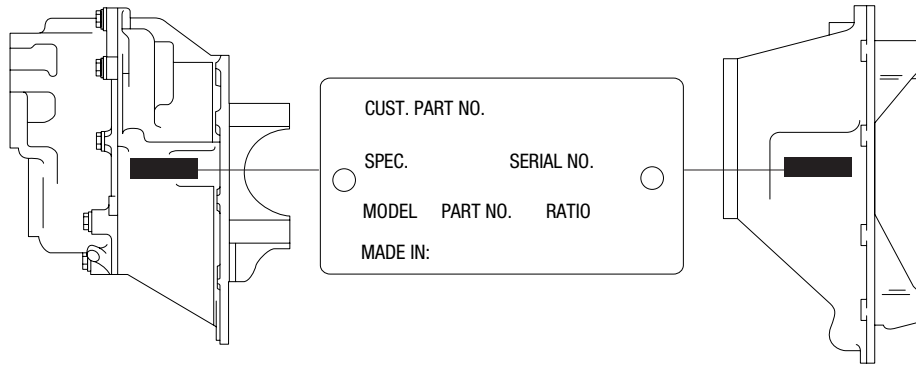 CUST. PART NO.
SPEC. SERIAL NO.
MODEL PART NO. RATIO
MADE IN: